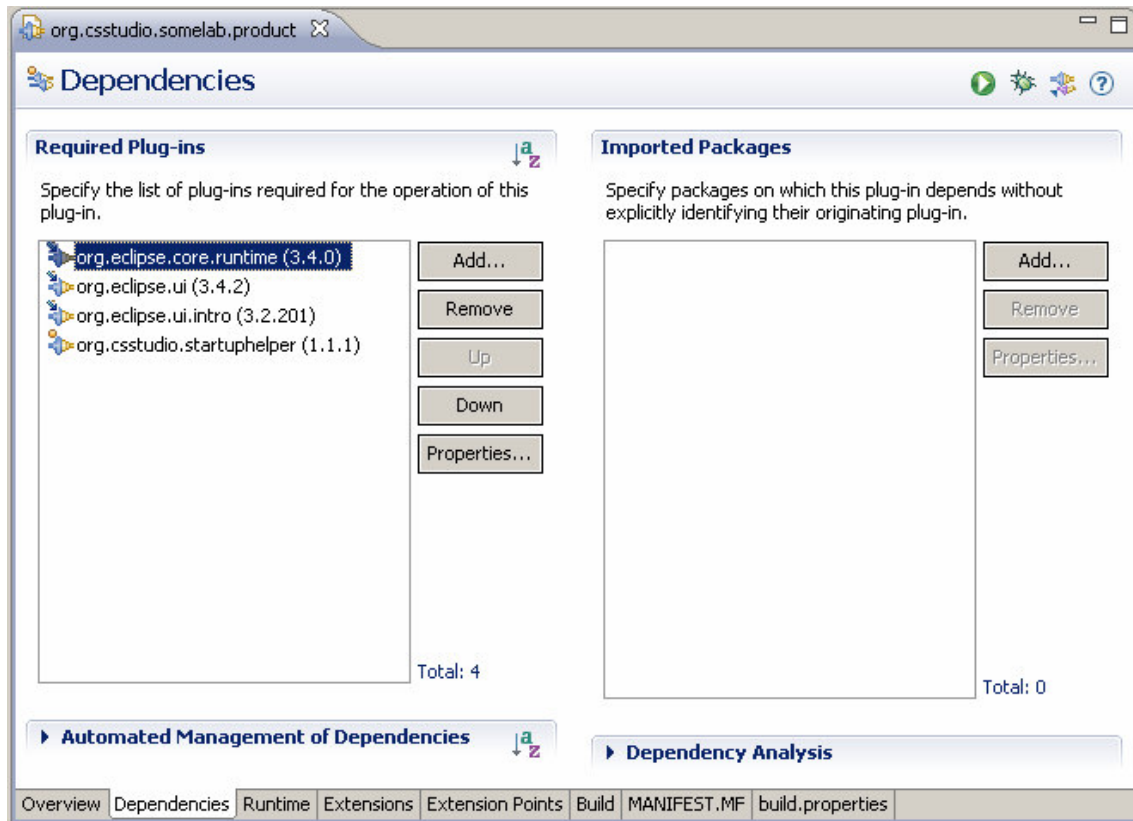 org.csstudio.somelab.product
Dependencies
Required Plug-ins
a
z
Specify the list of plug-ins required for the operation of this
plug-in.
org.eclipse.core.runtime (3.4.0)
org.eclipse.ui (3.4.2)
org.eclipse.ui.intro (3.2.201)
org.csstudio.startuphelper (1.1.1)
Add...
Remove
Up
Down
Properties...
Total: 4
Imported Packages
Specify packages on which this plug-in depends without
explicitly identifying their originating plug-in.
Add...
Remove
Properties...
Total: 0
Automated Management of Dependencies
a
z
Dependency Analysis
Overview Dependencies Runtime Extensions Extension Points Build MANIFEST.MF build.properties